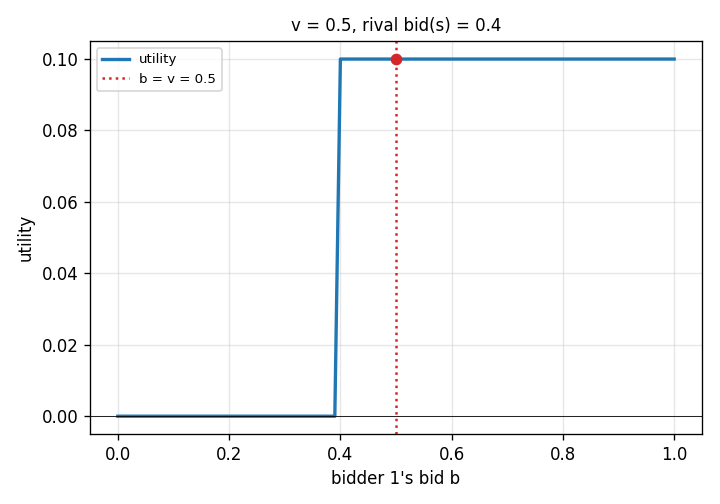 v = 0.5, rival bid(s) = 0.4
utility
b = v = 0.5
0.10
0.08
0.06
0.04
0.02
0.00
utility
0.0 0.2 0.4 0.6 0.8 1.0
bidder 1's bid b